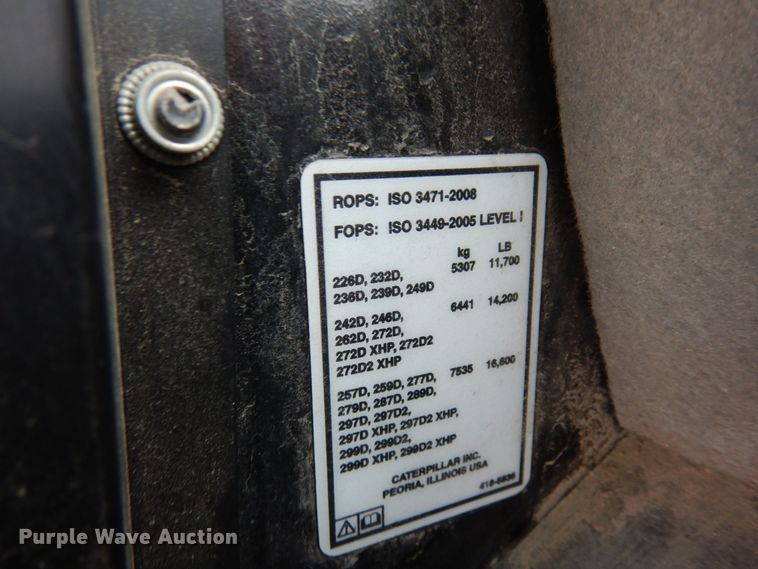 ROPS: ISO 3471-2008
FOPS: ISO 3449-2005 LEVEL I
kg LB
226D, 232D, 5307 11,700
236D, 239D, 249D
242D, 246D, 6441 14,200
262D, 272D,
272D XHP, 272D2
272D2 XHP
257D, 259D, 277D, 7535 16,600
279D, 287D, 289D,
297D, 297D2,
297D XHP, 297D2 XHP,
299D, 299D2,
299D XHP, 299D2 XHP
CATERPILLAR INC.
PEORIA, ILLINOIS USA
Purple Wave Auction